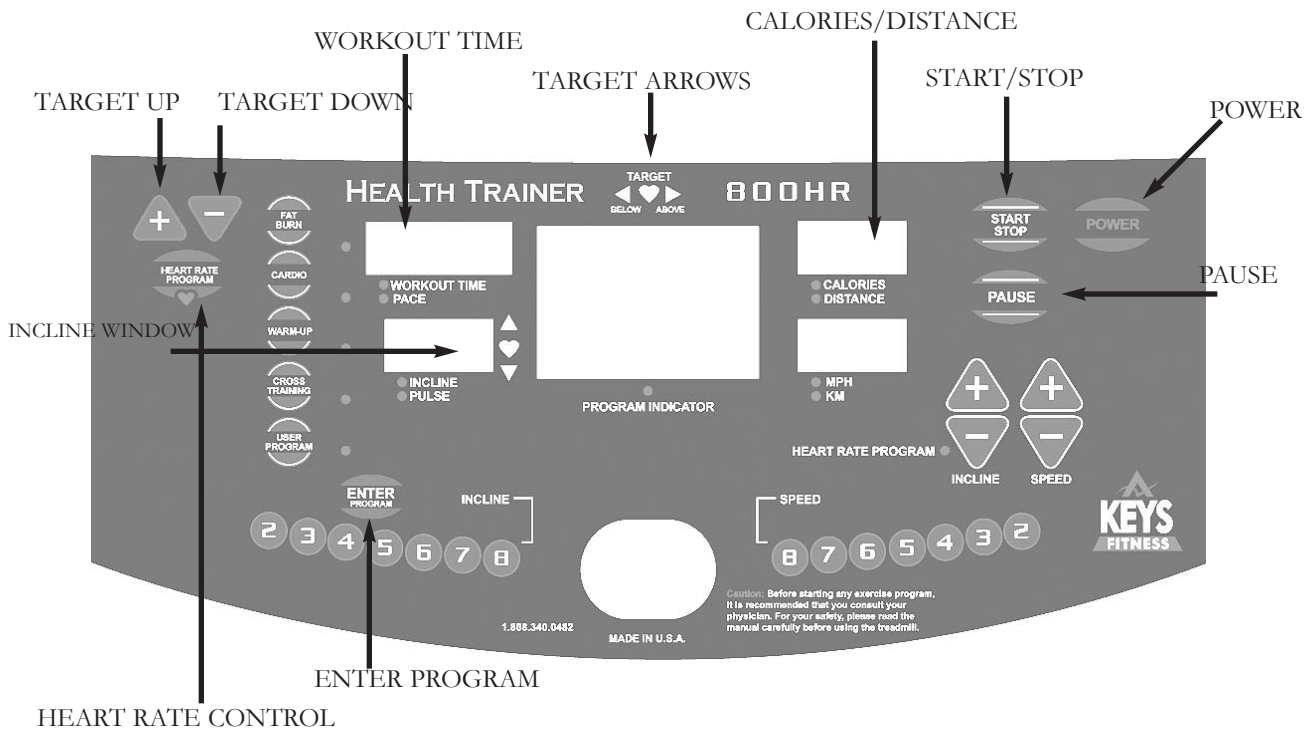 CALORIES/DISTANCE
WORKOUT TIME
TARGET ARROWS
START/STOP
TARGET UP
TARGET DOWN
POWER
HEALTH TRAINER
TARGET
BELOW
ABOVE
800HR
+
−
FAT
BURN
START
STOP
POWER
HEART RATE
PROGRAM
CARDIO
WORKOUT TIME
PACE
CALORIES
DISTANCE
PAUSE
PAUSE
INCLINE WINDOW
WARM-UP
CROSS
TRAINING
INCLINE
PULSE
PROGRAM INDICATOR
MPH
KM
+
+
−
−
USER
PROGRAM
HEART RATE PROGRAM
INCLINE
SPEED
ENTER
PROGRAM
INCLINE
SPEED
2 3 4 5 6 7 8
8 7 6 5 4 3 2
KEYS
FITNESS
Caution: Before starting any exercise program,
it is recommended that you consult your
physician. For your safety, please read the
manual carefully before using the treadmill.
1.888.340.0482
MADE IN U.S.A.
ENTER PROGRAM
HEART RATE CONTROL